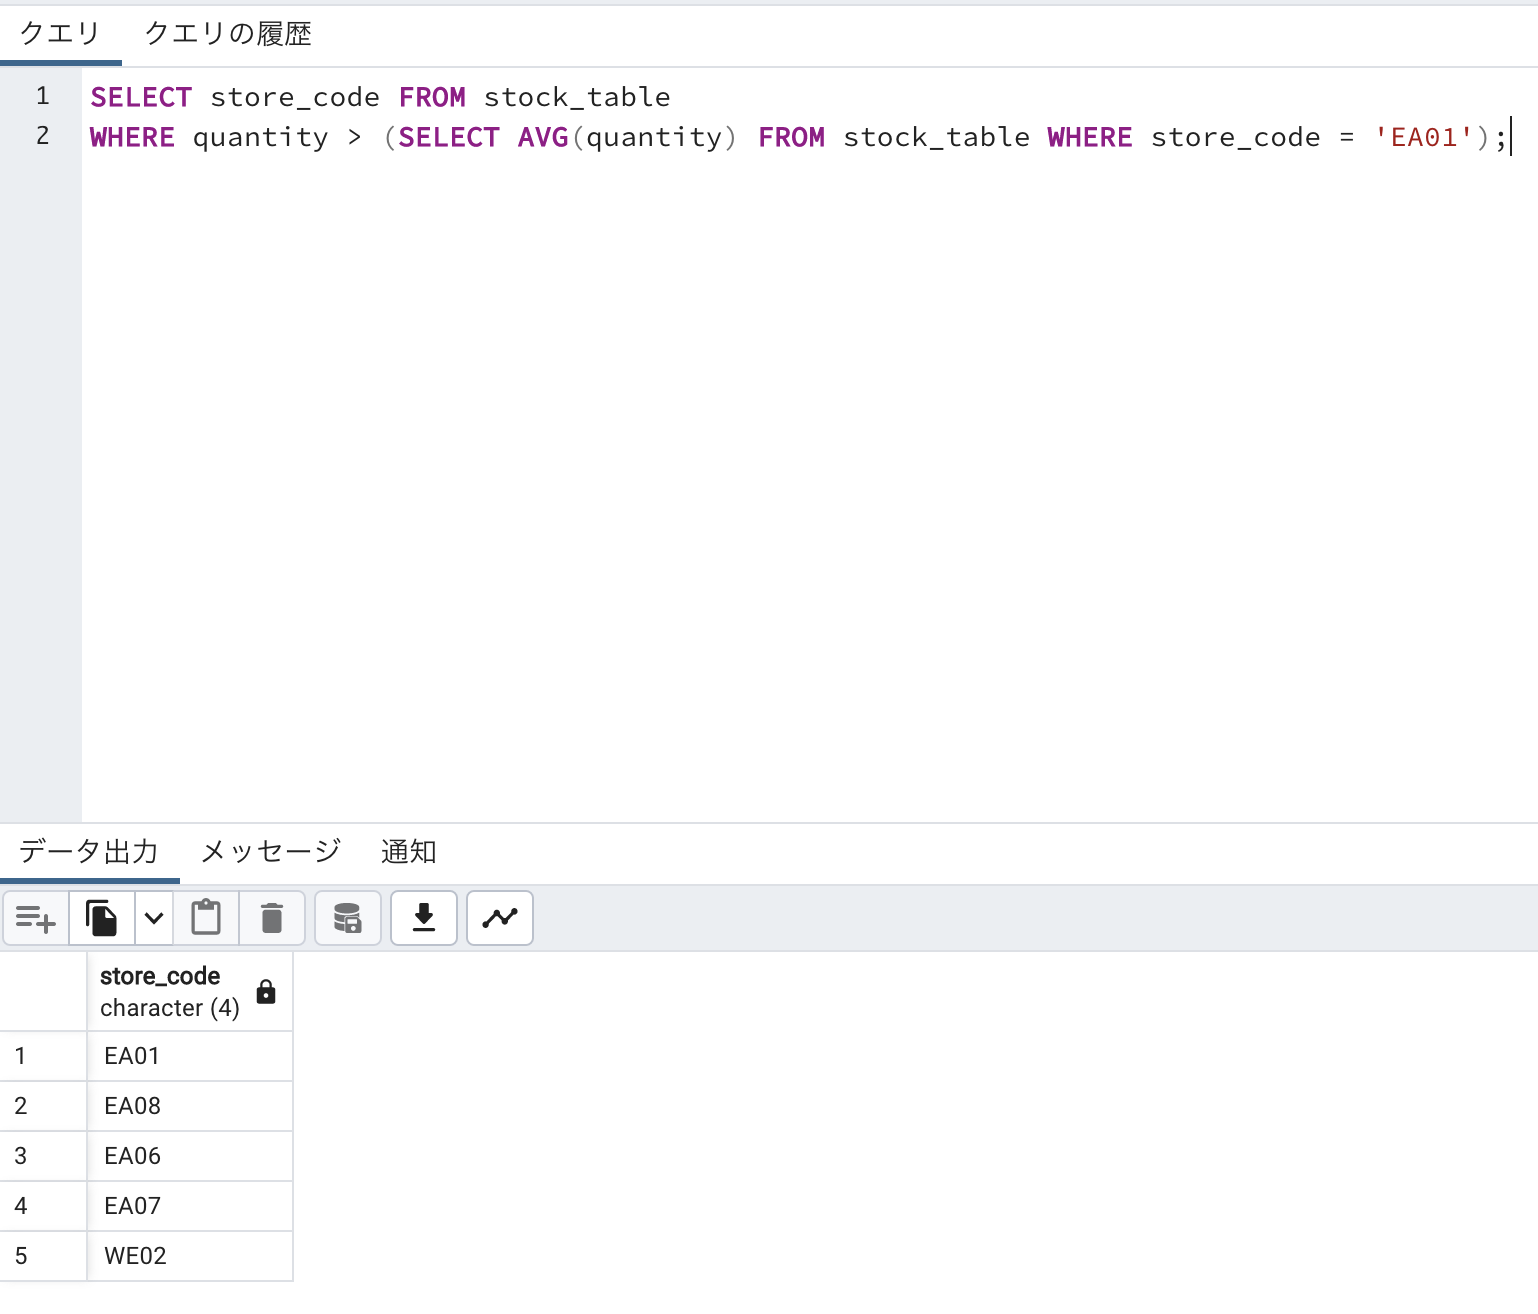 クエリ クエリの履歴
1 SELECT store_code FROM stock_table
2 WHERE quantity > (SELECT AVG(quantity) FROM stock_table WHERE store_code = 'EA01');
データ出力 メッセージ 通知
store_code
character (4)
1 EA01
2 EA08
3 EA06
4 EA07
5 WE02